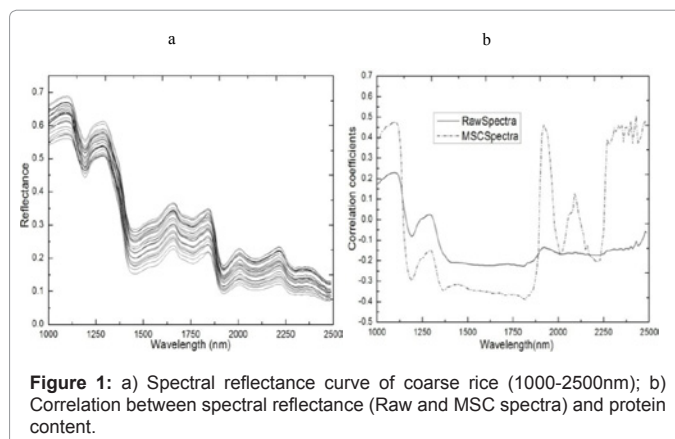 a
b
0.7
0.6
0.5
0.4
0.3
0.2
0.1
0.0
Reflectance
1000 1250 1500 1750 2000 2250 2500
Wavelength (nm)
0.7
0.6
0.5
0.4
0.3
0.2
0.1
0.0
-0.1
-0.2
-0.3
-0.4
-0.5
Correlation coefficients
RawSpectra
MSCSpectra
1000 1250 1500 1750 2000 2250 2500
Wavelength(nm)
Figure 1: a) Spectral reflectance curve of coarse rice (1000-2500nm); b)
Correlation between spectral reflectance (Raw and MSC spectra) and protein
content.